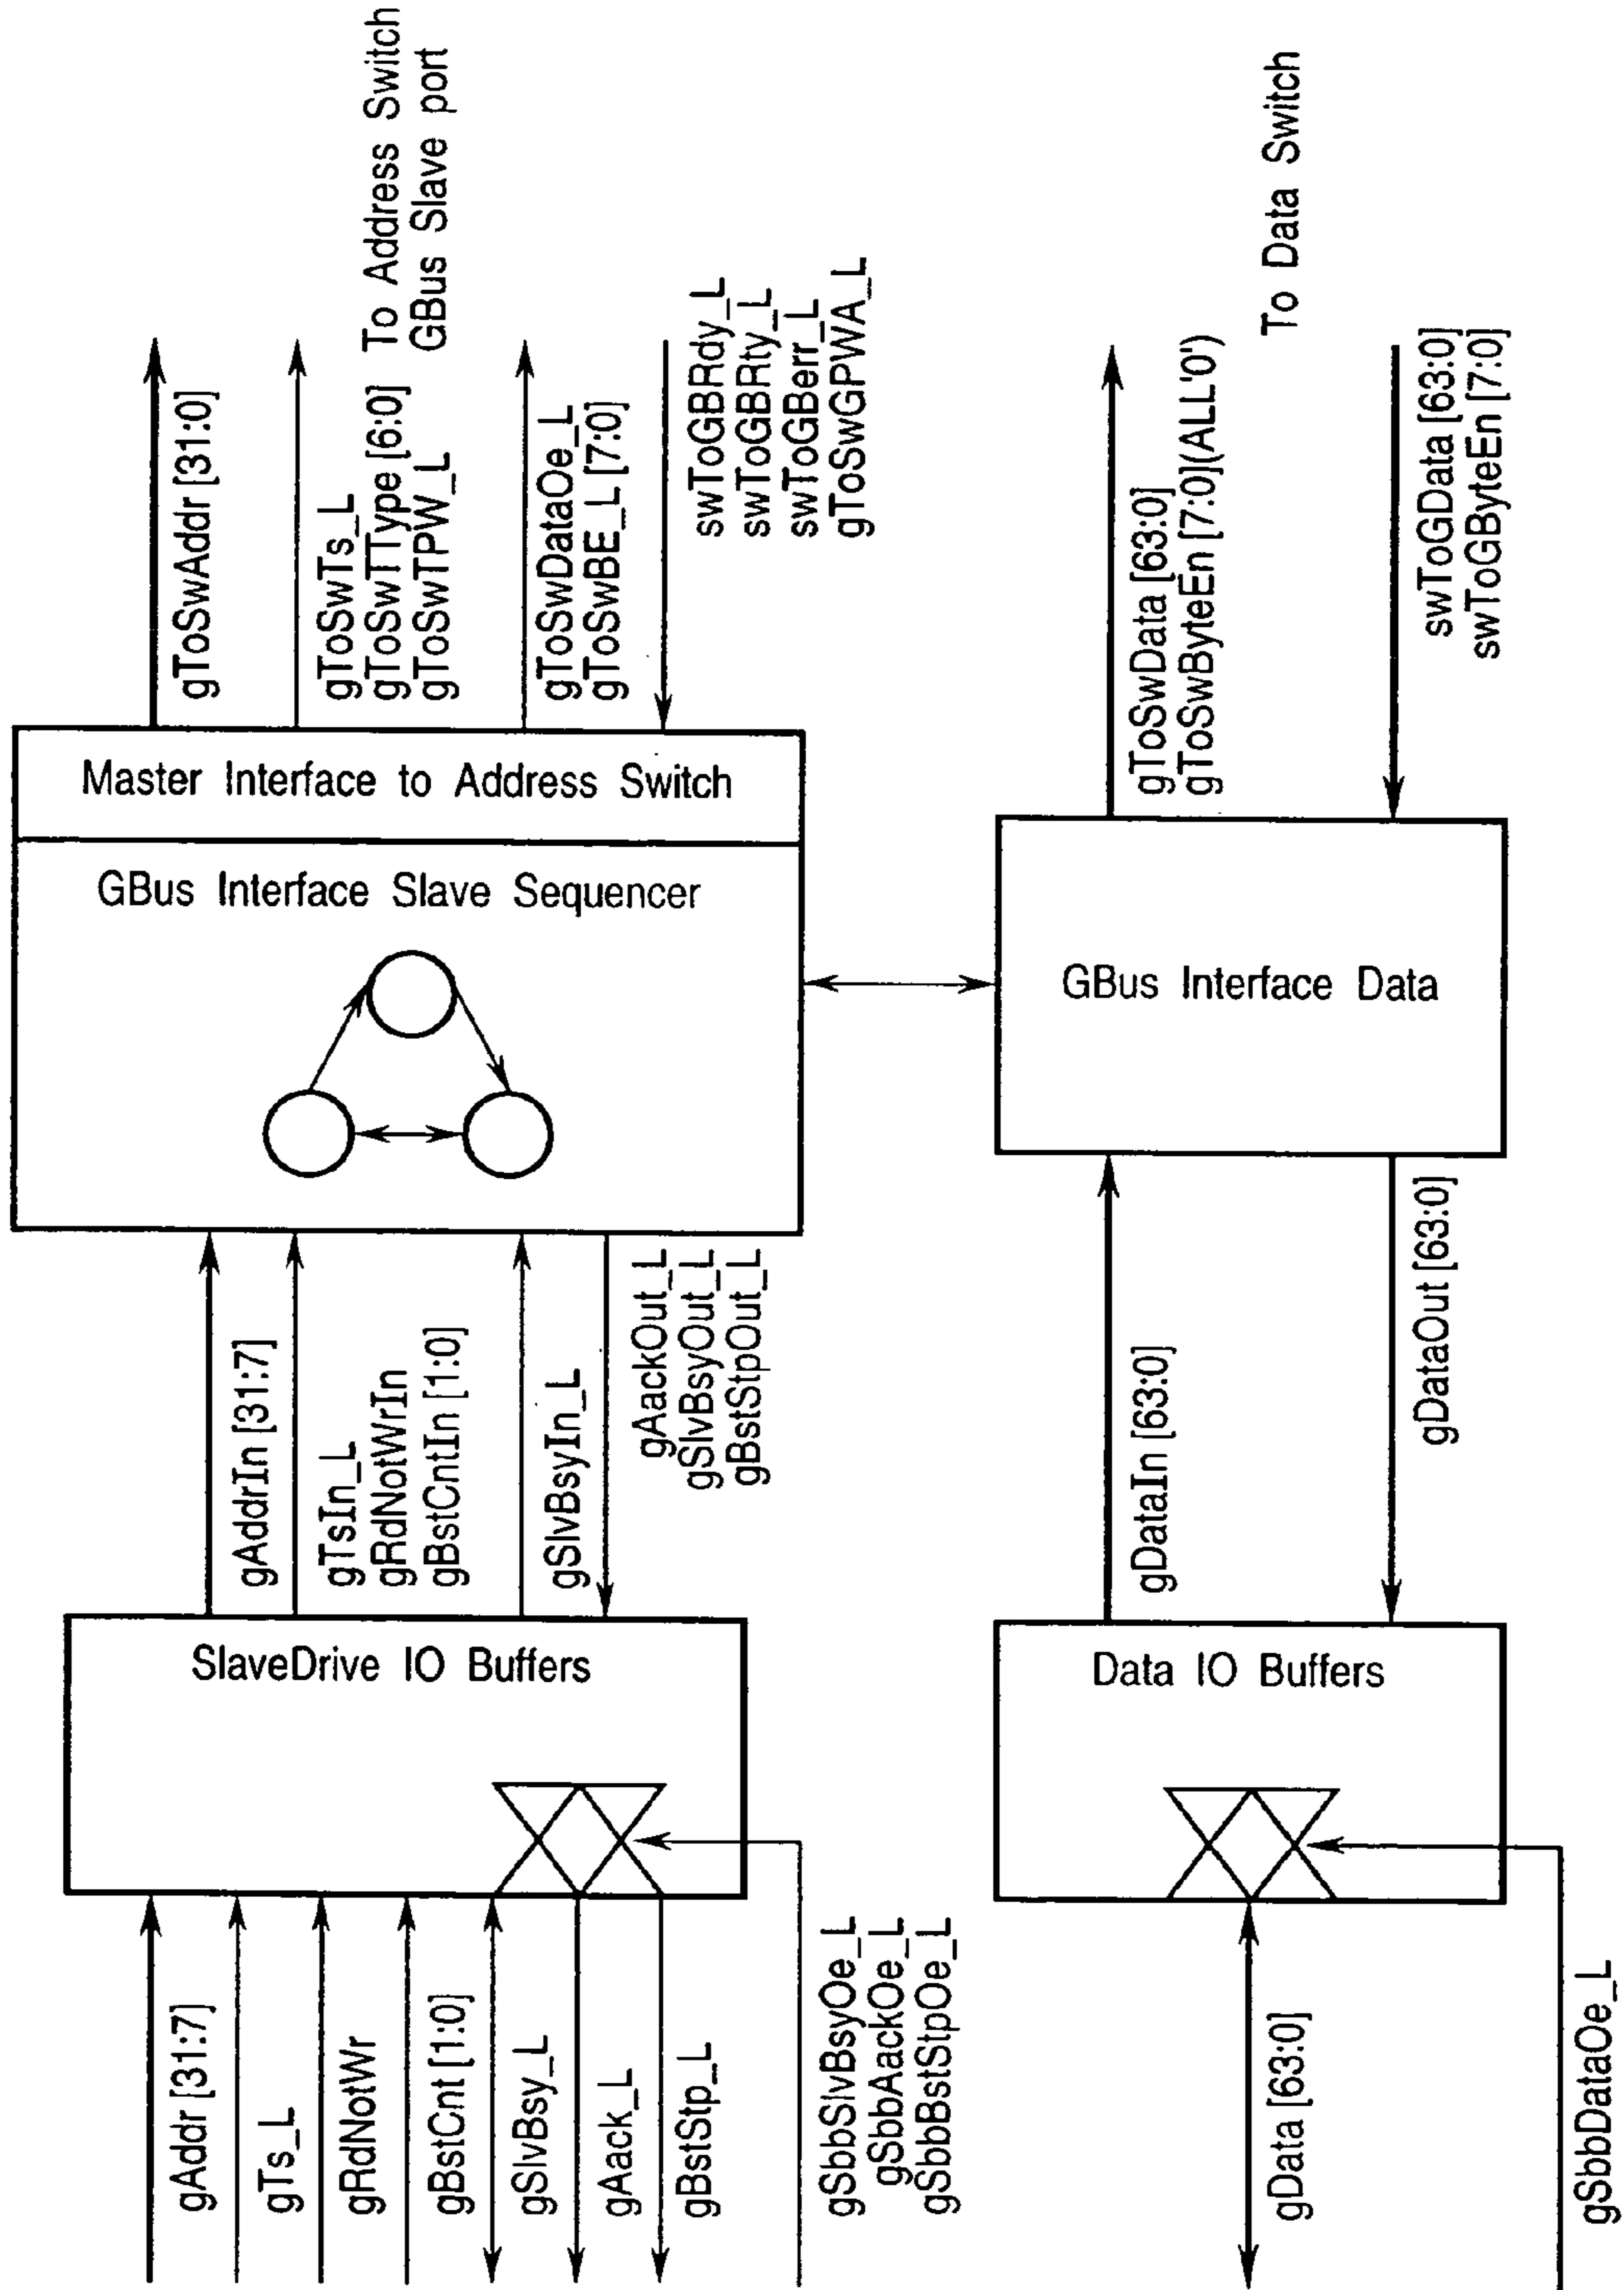 gAddr [31:7]
gTs_L
gRdNotWr
gBstCnt [1:0]
gSlvBsy_L
gAack_L
gBstStp_L
gSbbSlvBsyOe_L
gSbbAackOe_L
gSbbBstStpOe_L
SlaveDrive IO Buffers
gAddrIn [31:7]
gTsIn_L
gRdNotWrIn
gBstCntIn [1:0]
gSlvBsyIn_L
gAackOut_L
gSlvBsyOut_L
gBstStpOut_L
Master Interface to Address Switch
GBus Interface Slave Sequencer
gToSwAddr [31:0]
gToSwTs_L
gToSwTType [6:0]
gToSwTPW_L
To Address Switch
GBus Slave port
gToSwDataOe_L
gToSwBE_L [7:0]
swToGBRdy_L
swToGBRty_L
swToGBerr_L
gToSwGPWA_L
gData [63:0]
gSbbDataOe_L
Data IO Buffers
gDataIn [63:0]
gDataOut [63:0]
GBus Interface Data
gToSwData [63:0]
gToSwByteEn [7:0](ALL'0')
To Data Switch
swToGData [63:0]
swToGByteEn [7:0]